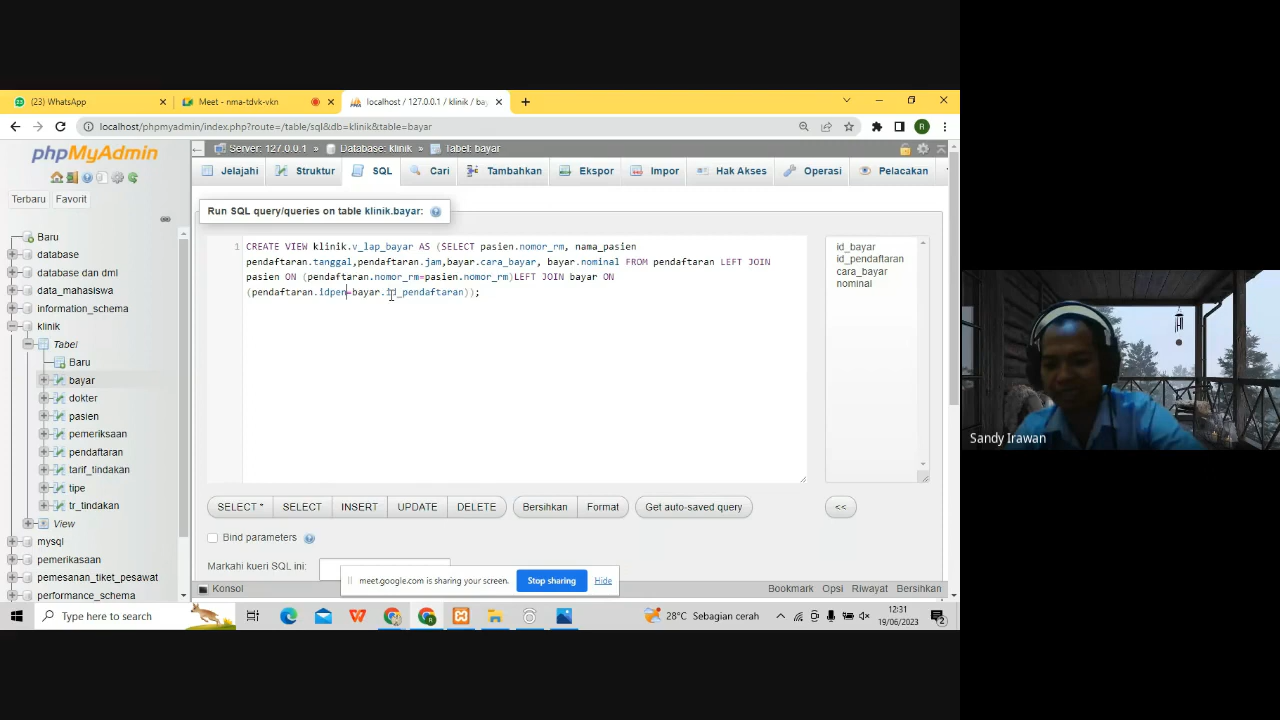 (23) WhatsApp
Meet - nma-tdvk-vkn
localhost / 127.0.0.1 / klinik / ba
localhost/phpmyadmin/index.php?route=/table/sql&db=klinik&table=bayar
R
phpMyAdmin
Terbaru Favorit
Baru
database
database dan dml
data_mahasiswa
information_schema
klinik
Tabel
Baru
bayar
dokter
pasien
pemeriksaan
pendaftaran
tarif_tindakan
tipe
tr_tindakan
View
mysql
pemerikasaan
pemesanan_tiket_pesawat
performance_schema
Server: 127.0.0.1 » Database: klinik » Tabel: bayar
Jelajahi Struktur SQL Cari Tambahkan Ekspor Impor Hak Akses Operasi Pelacakan
Run SQL query/queries on table klinik.bayar:
1 CREATE VIEW klinik.v_lap_bayar AS (SELECT pasien.nomor_rm, nama_pasien
pendaftaran.tanggal,pendaftaran.jam,bayar.cara_bayar, bayar.nominal FROM pendaftaran LEFT JOIN
pasien ON (pendaftaran.nomor_rm=pasien.nomor_rm)LEFT JOIN bayar ON
(pendaftaran.idpen=bayar.id_pendaftaran));
id_bayar
id_pendaftaran
cara_bayar
nominal
SELECT * SELECT INSERT UPDATE DELETE Bersihkan Format Get auto-saved query <<
Bind parameters
Markahi kueri SQL ini:
meet.google.com is sharing your screen. Stop sharing Hide
Konsol Bookmark Opsi Riwayat Bersihkan
Type here to search
28°C Sebagian cerah
12:31
19/06/2023
2
Sandy Irawan